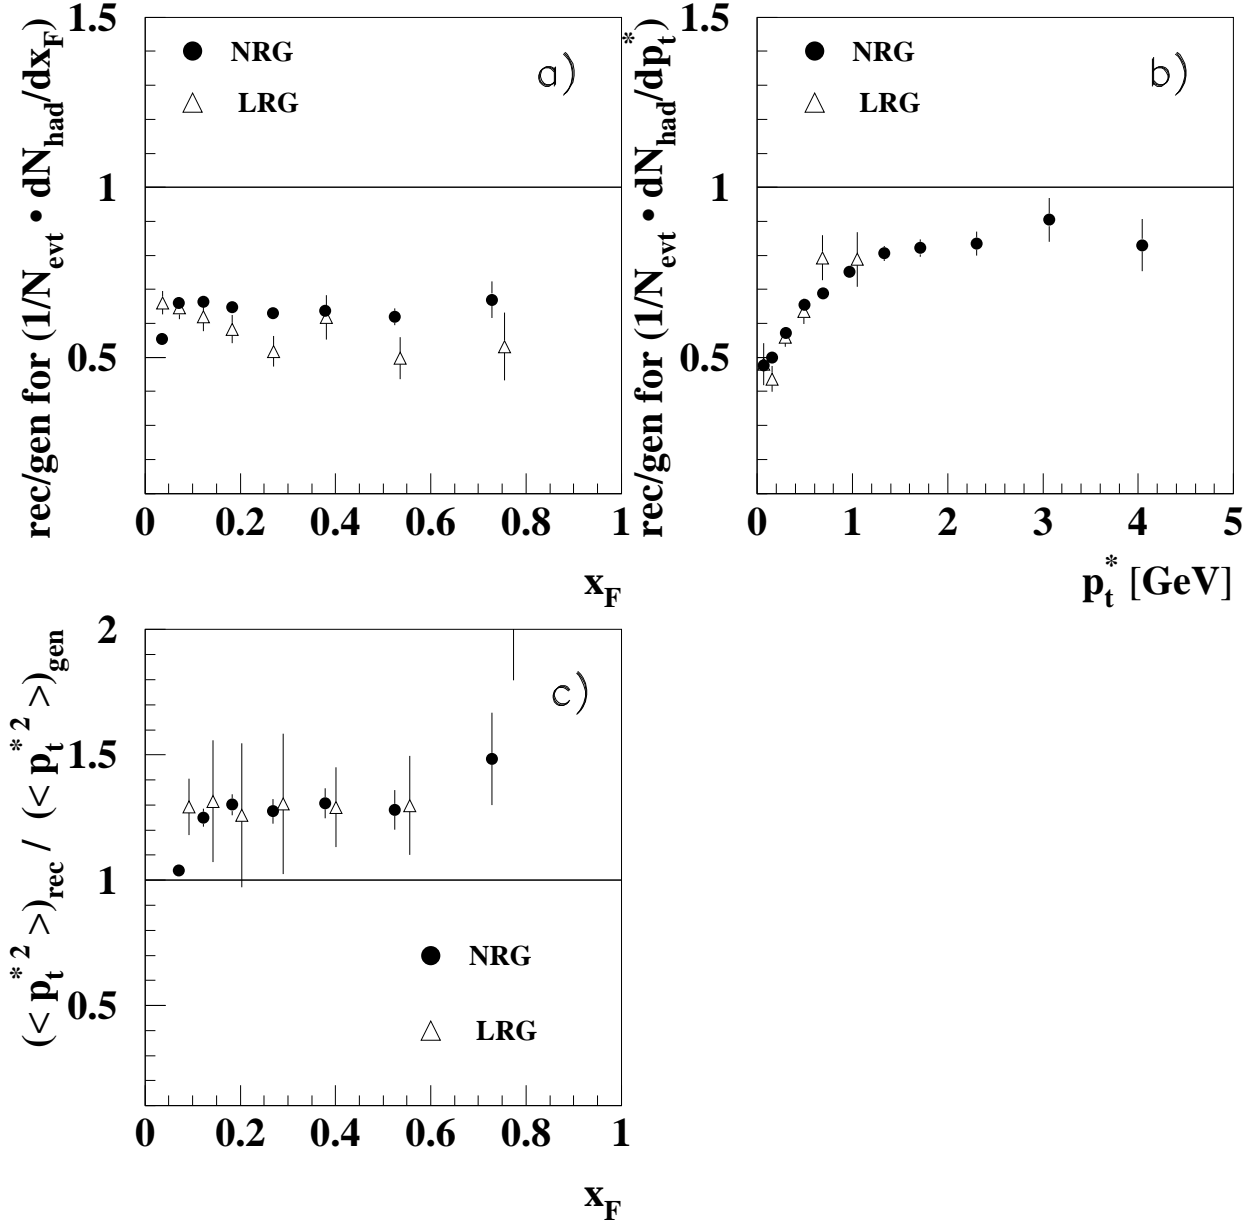 rec/gen for (1/N_evt • dN_had/dx_F)
1.5
1
0.5
NRG
LRG
a)
0 0.2 0.4 0.6 0.8 1
x_F
rec/gen for (1/N_evt • dN_had/dp_t^*)
1.5
1
0.5
NRG
LRG
b)
0 1 2 3 4 5
p_t^* [GeV]
(< p_t^*2 >)_rec / (< p_t^*2 >)_gen
2
1.5
1
0.5
c)
NRG
LRG
0 0.2 0.4 0.6 0.8 1
x_F